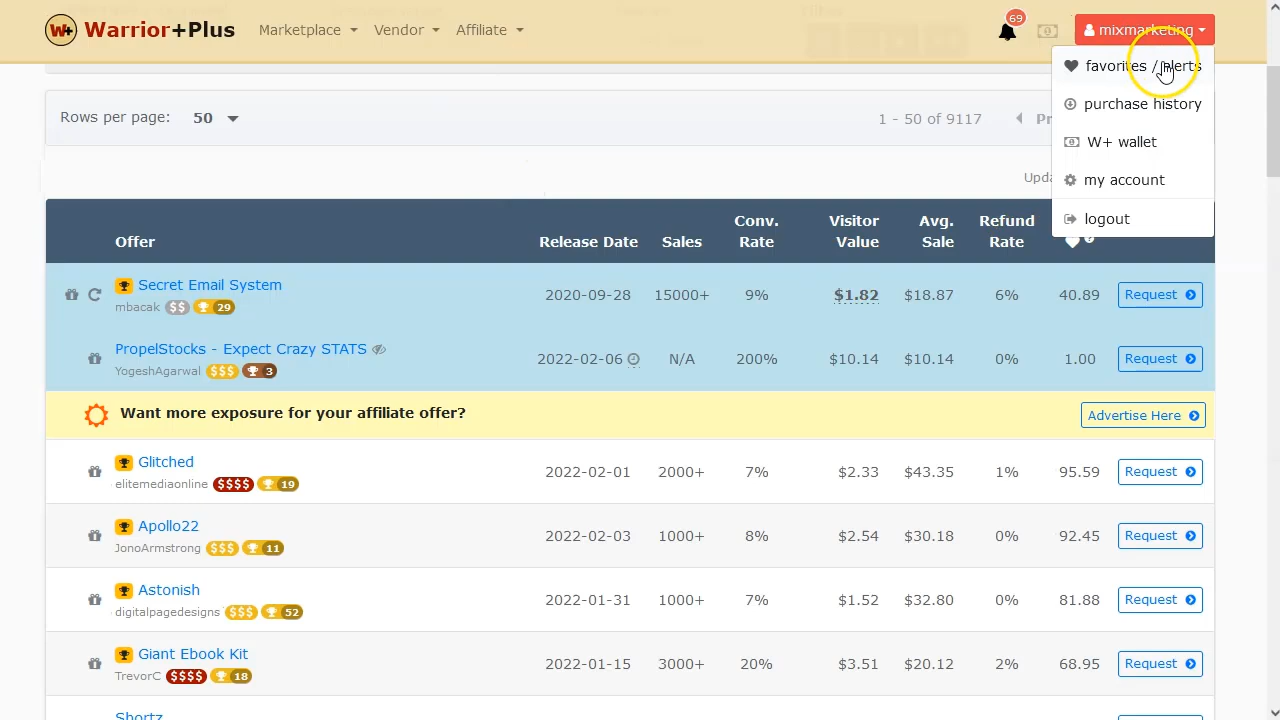 W+ Warrior+Plus Marketplace Vendor Affiliate 69 mixmarketing
favorites / alerts
purchase history
W+ wallet
my account
logout
Rows per page: 50 1 - 50 of 9117
Offer Release Date Sales Conv. Rate Visitor Value Avg. Sale Refund Rate
Secret Email System
mbacak $$ 29
2020-09-28 15000+ 9% $1.82 $18.87 6% 40.89 Request
PropelStocks - Expect Crazy STATS
YogeshAgarwal $$$ 3
2022-02-06 N/A 200% $10.14 $10.14 0% 1.00 Request
Want more exposure for your affiliate offer? Advertise Here
Glitched
elitemediaonline $$$$ 19
2022-02-01 2000+ 7% $2.33 $43.35 1% 95.59 Request
Apollo22
JonoArmstrong $$$ 11
2022-02-03 1000+ 8% $2.54 $30.18 0% 92.45 Request
Astonish
digitalpagedesigns $$$ 52
2022-01-31 1000+ 7% $1.52 $32.80 0% 81.88 Request
Giant Ebook Kit
TrevorC $$$$ 18
2022-01-15 3000+ 20% $3.51 $20.12 2% 68.95 Request
Shortz